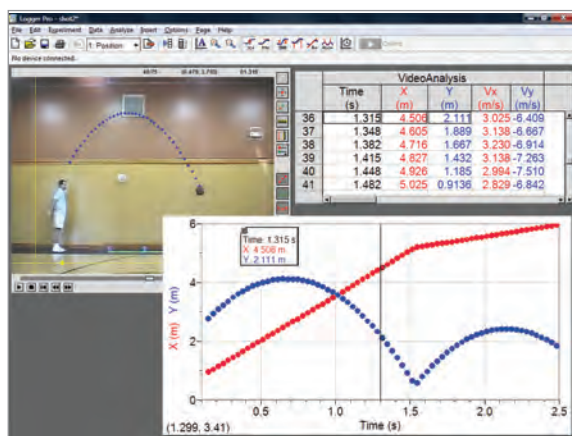 Logger Pro - shot2*
File Edit Experiment Data Analyze Insert Options Page Help
1: Position
No device connected.
(0.479, 3.710)
VideoAnalysis
Time X Y Vx Vy
(s) (m) (m) (m/s) (m/s)
36 1.315 4.506 2.111 3.025 -6.409
37 1.348 4.605 1.889 3.138 -6.667
38 1.382 4.716 1.667 3.230 -6.914
39 1.415 4.827 1.432 3.138 -7.263
40 1.448 4.926 1.185 2.994 -7.510
41 1.482 5.025 0.9136 2.829 -6.842
Time: 1.315 s
X: 4.506 m
Y: 2.111 m
X (m)
Y (m)
6
4
2
0
0.5 1.0 1.5 2.0 2.5
(1.299, 3.41)
Time (s)